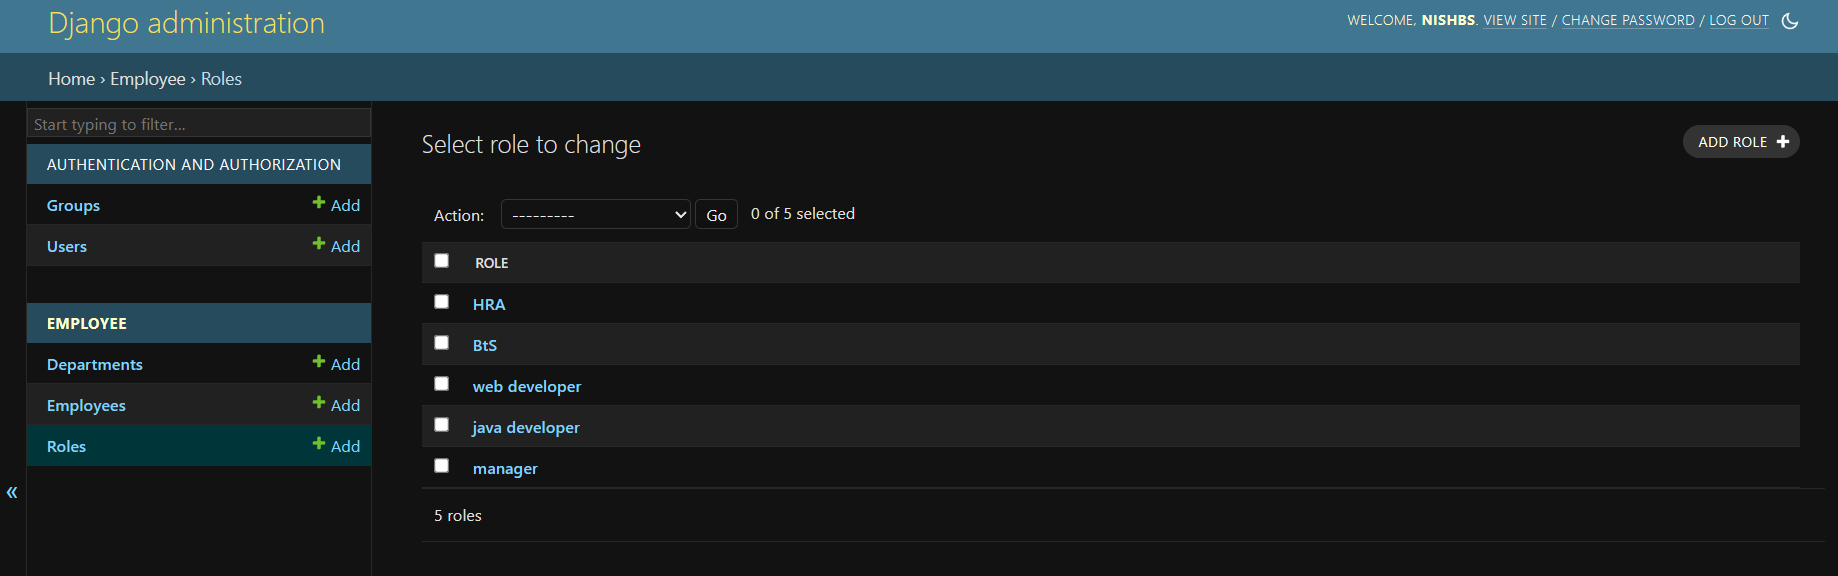 Django administration
WELCOME, NISHBS. VIEW SITE / CHANGE PASSWORD / LOG OUT
Home › Employee › Roles
Start typing to filter...
AUTHENTICATION AND AUTHORIZATION
Groups + Add
Users + Add
EMPLOYEE
Departments + Add
Employees + Add
Roles + Add
«
Select role to change
ADD ROLE +
Action: --------- Go 0 of 5 selected
ROLE
HRA
BtS
web developer
java developer
manager
5 roles